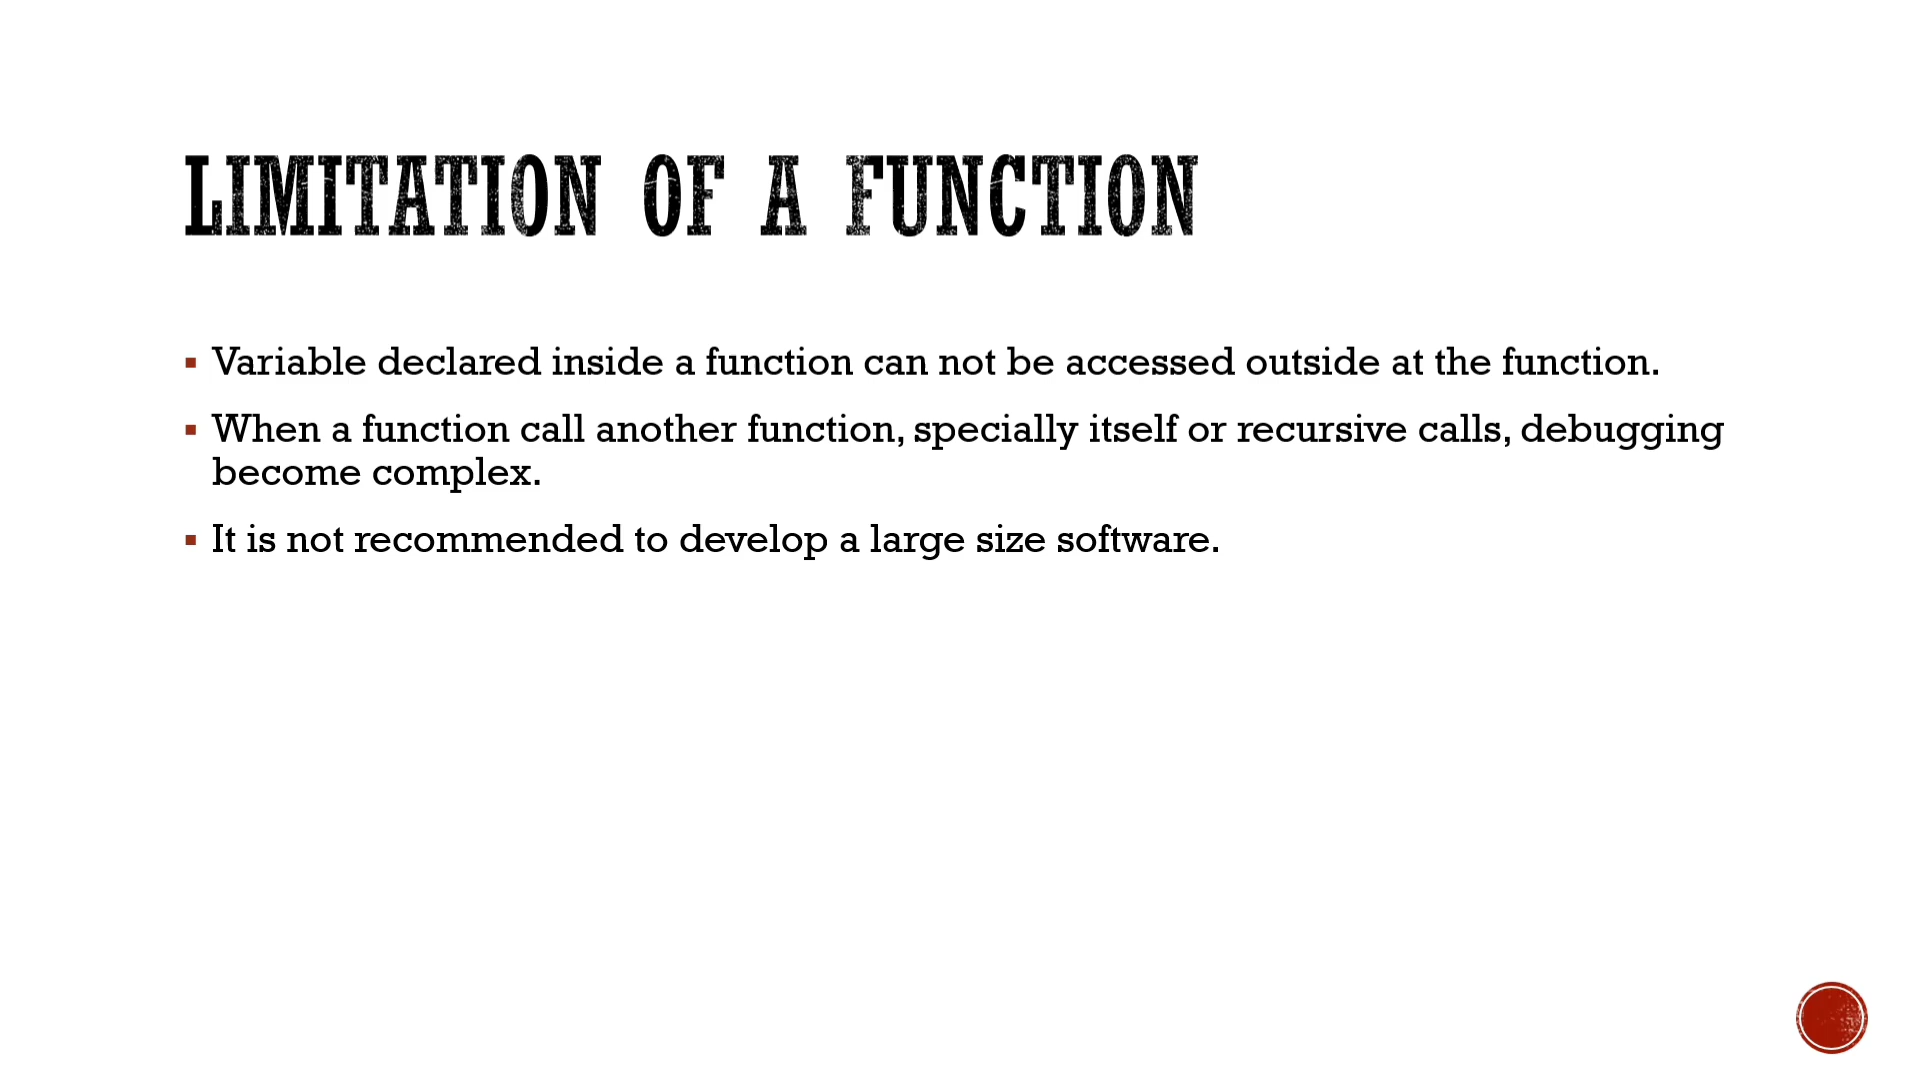 LIMITATION OF A FUNCTION
▪ Variable declared inside a function can not be accessed outside at the function.
▪ When a function call another function, specially itself or recursive calls, debugging
become complex.
▪ It is not recommended to develop a large size software.